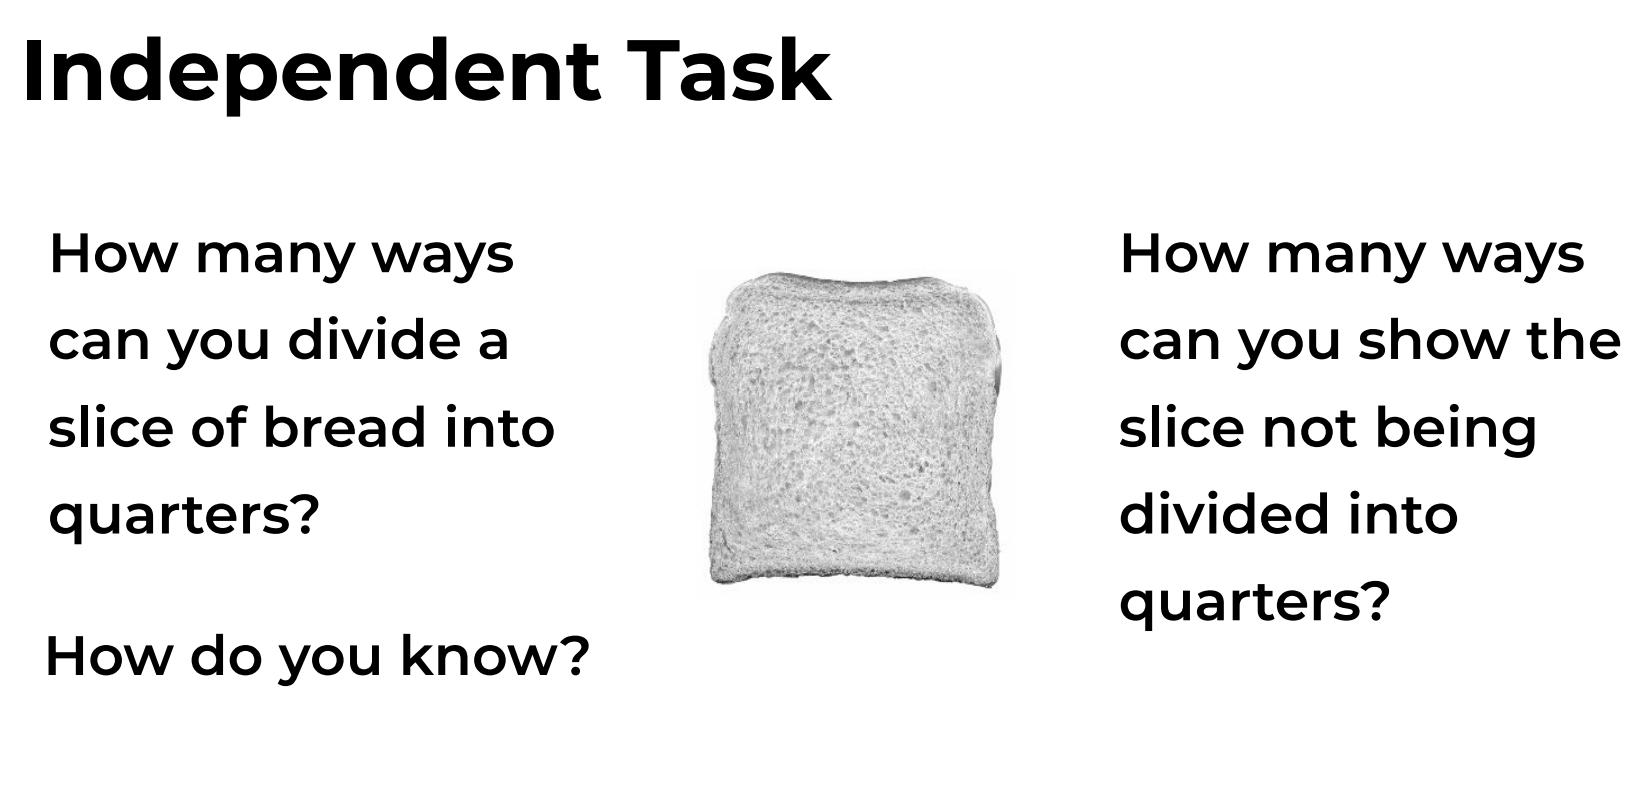 Independent Task
How many ways
can you divide a
slice of bread into
quarters?
How do you know?
How many ways
can you show the
slice not being
divided into
quarters?